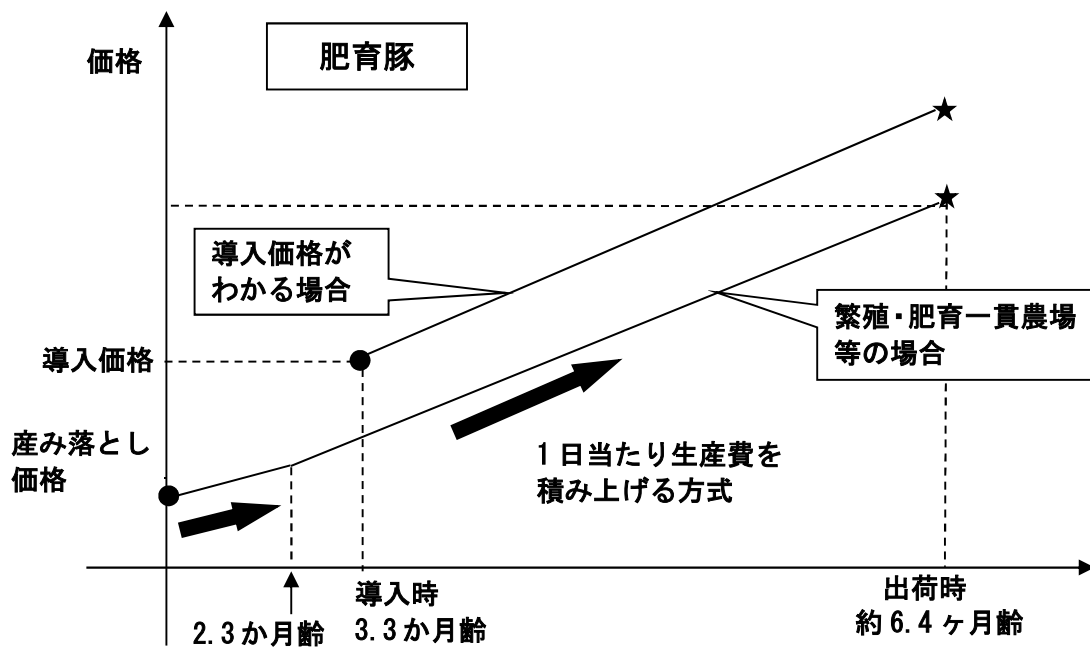 価格
肥育豚
導入価格が
わかる場合
繁殖・肥育一貫農場
等の場合
導入価格
産み落とし
価格
1日当たり生産費を
積み上げる方式
導入時
3.3か月齢
2.3か月齢
出荷時
約6.4ヶ月齢